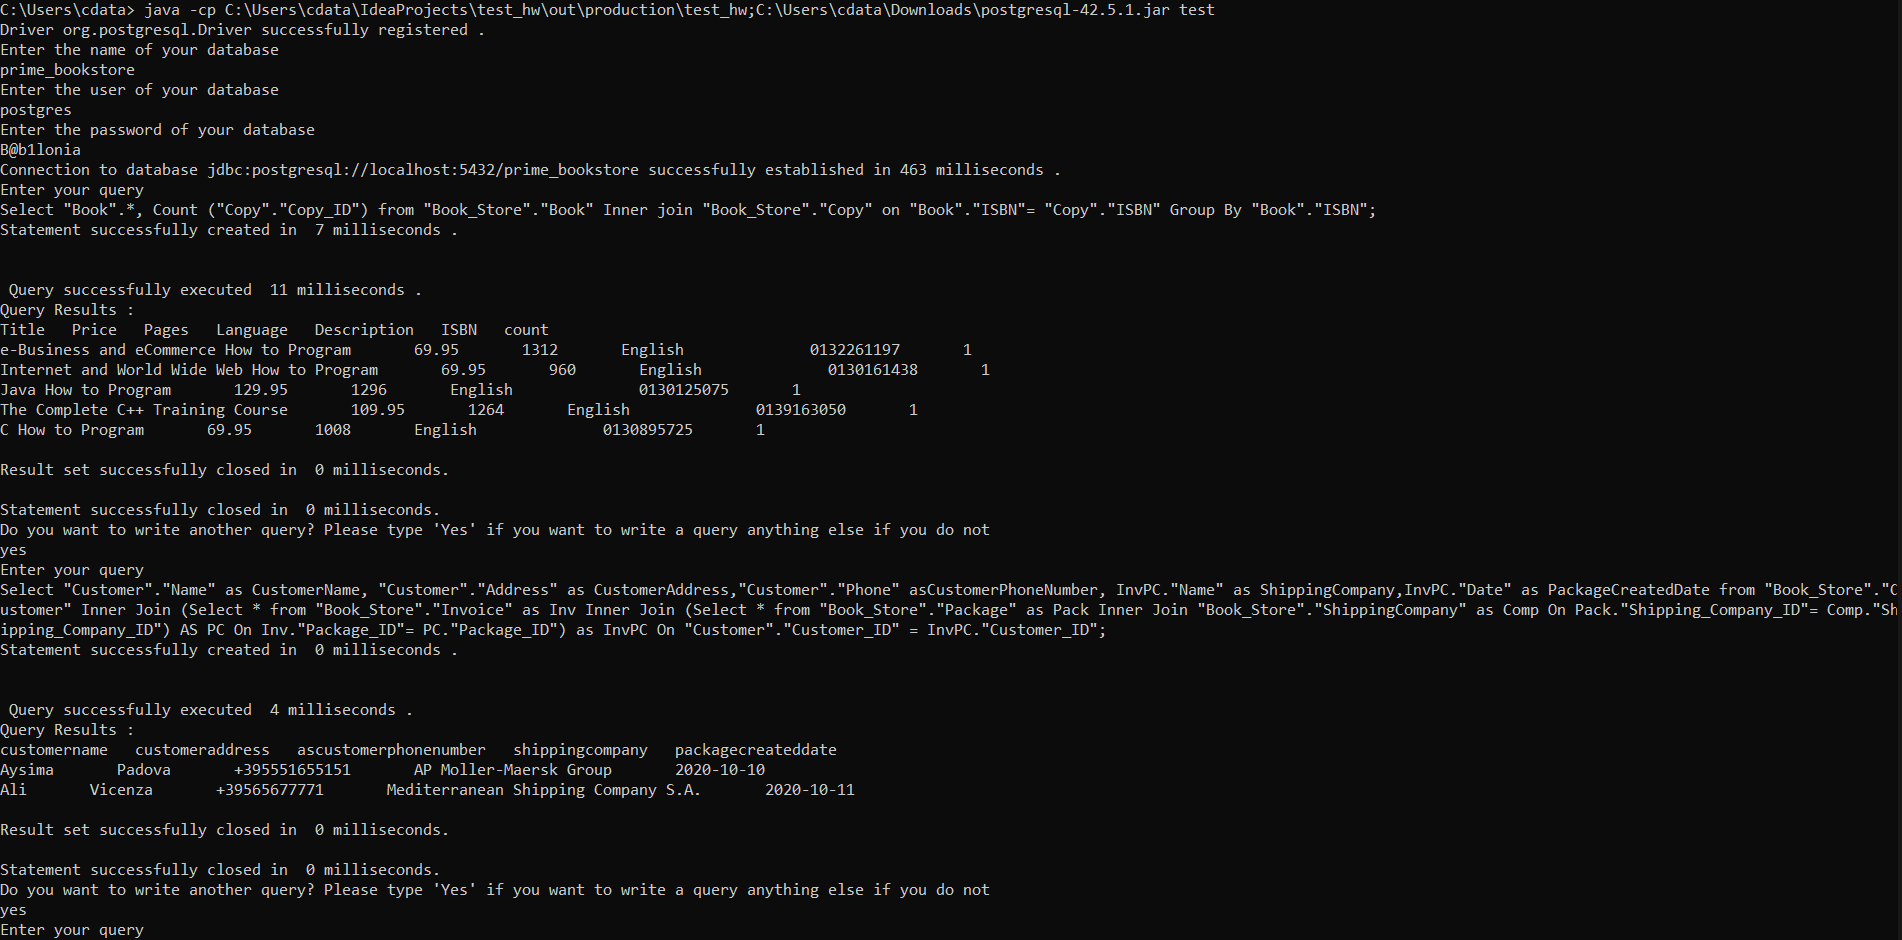 C:\Users\cdata> java -cp C:\Users\cdata\IdeaProjects\test_hw\out\production\test_hw;C:\Users\cdata\Downloads\postgresql-42.5.1.jar test
Driver org.postgresql.Driver successfully registered .
Enter the name of your database
prime_bookstore
Enter the user of your database
postgres
Enter the password of your database
B@b1lonia
Connection to database jdbc:postgresql://localhost:5432/prime_bookstore successfully established in 463 milliseconds .
Enter your query
Select "Book".*, Count ("Copy"."Copy_ID") from "Book_Store"."Book" Inner join "Book_Store"."Copy" on "Book"."ISBN"= "Copy"."ISBN" Group By "Book"."ISBN";
Statement successfully created in  7 milliseconds .
 Query successfully executed  11 milliseconds .
Query Results :
Title   Price   Pages   Language   Description   ISBN   count
e-Business and eCommerce How to Program       69.95       1312       English              0132261197       1
Internet and World Wide Web How to Program       69.95       960       English              0130161438       1
Java How to Program       129.95       1296       English              0130125075       1
The Complete C++ Training Course       109.95       1264       English              0139163050       1
C How to Program       69.95       1008       English              0130895725       1
Result set successfully closed in  0 milliseconds.
Statement successfully closed in  0 milliseconds.
Do you want to write another query? Please type 'Yes' if you want to write a query anything else if you do not
yes
Enter your query
Select "Customer"."Name" as CustomerName, "Customer"."Address" as CustomerAddress,"Customer"."Phone" asCustomerPhoneNumber, InvPC."Name" as ShippingCompany,InvPC."Date" as PackageCreatedDate from "Book_Store"."C
ustomer" Inner Join (Select * from "Book_Store"."Invoice" as Inv Inner Join (Select * from "Book_Store"."Package" as Pack Inner Join "Book_Store"."ShippingCompany" as Comp On Pack."Shipping_Company_ID"= Comp."Sh
ipping_Company_ID") AS PC On Inv."Package_ID"= PC."Package_ID") as InvPC On "Customer"."Customer_ID" = InvPC."Customer_ID";
Statement successfully created in  0 milliseconds .
 Query successfully executed  4 milliseconds .
Query Results :
customername   customeraddress   ascustomerphonenumber   shippingcompany   packagecreateddate
Aysima       Padova       +395551655151       AP Moller-Maersk Group       2020-10-10
Ali       Vicenza       +39565677771       Mediterranean Shipping Company S.A.       2020-10-11
Result set successfully closed in  0 milliseconds.
Statement successfully closed in  0 milliseconds.
Do you want to write another query? Please type 'Yes' if you want to write a query anything else if you do not
yes
Enter your query